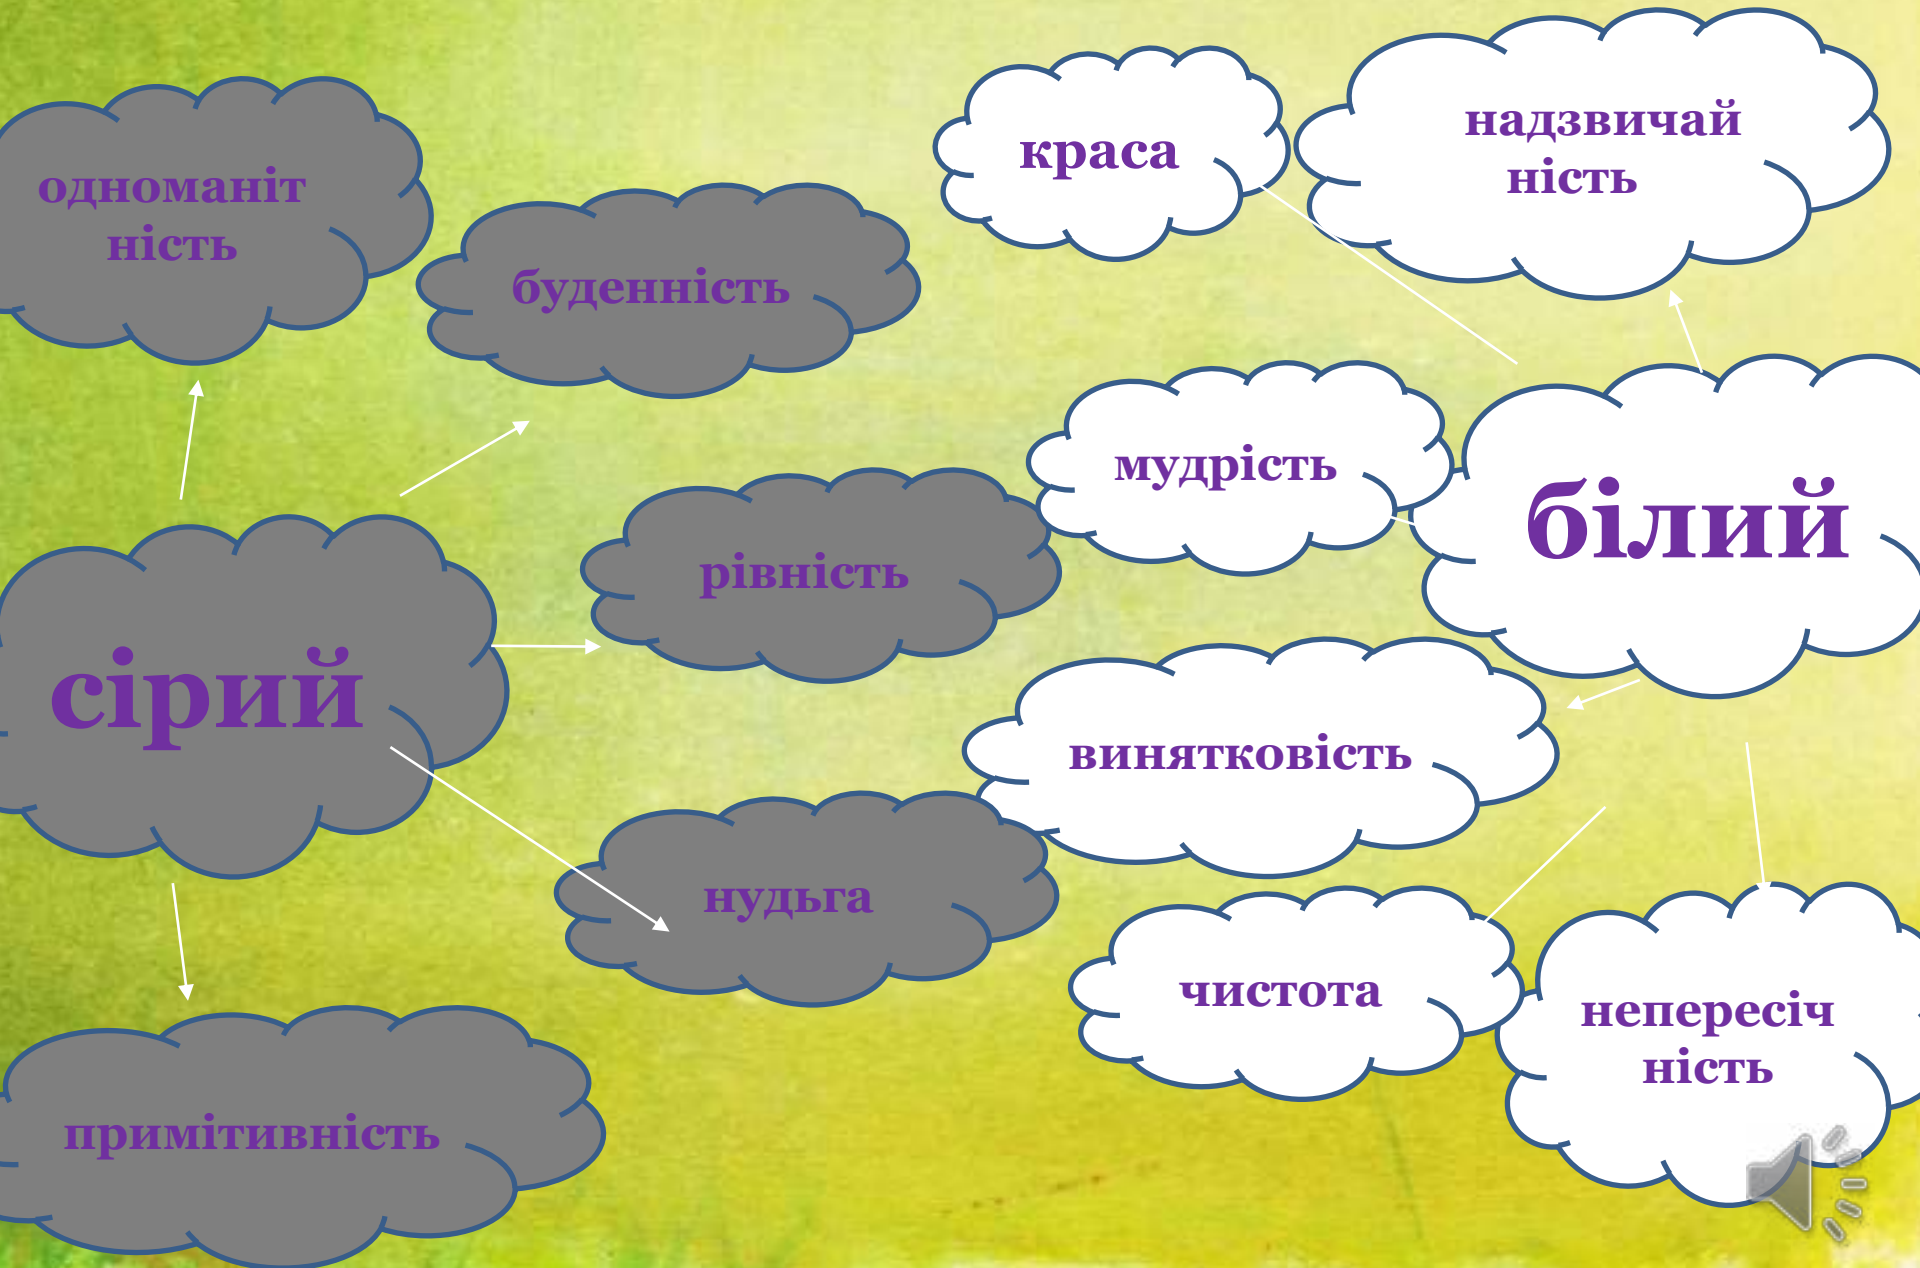 одноманіт
ність
буденність
рівність
сірий
нудьга
примітивність
краса
надзвичай
ність
мудрість
білий
винятковість
чистота
непересіч
ність